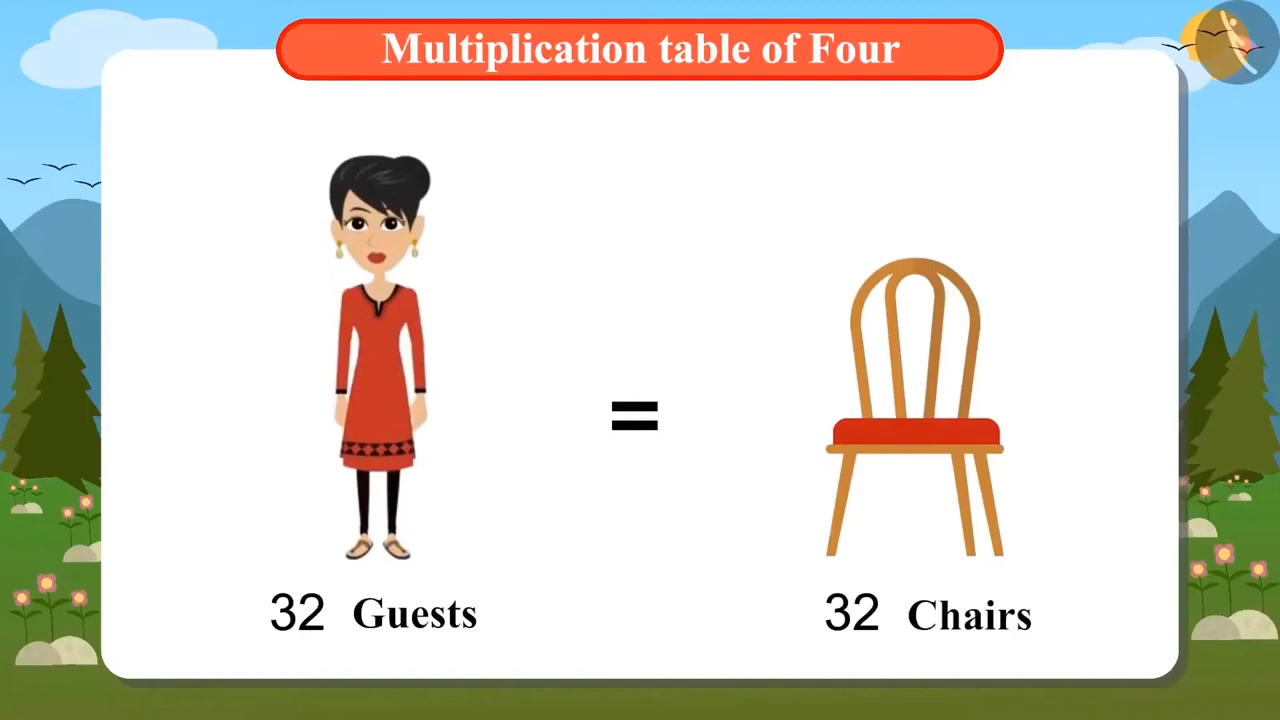 Multiplication table of Four
=
32 Guests
32 Chairs